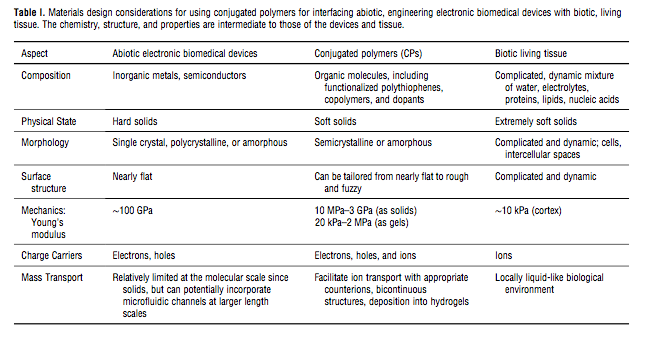 Table I. Materials design considerations for using conjugated polymers for interfacing abiotic, engineering electronic biomedical devices with biotic, living
tissue. The chemistry, structure, and properties are intermediate to those of the devices and tissue.
Aspect Abiotic electronic biomedical devices Conjugated polymers (CPs) Biotic living tissue
Composition Inorganic metals, semiconductors Organic molecules, including Complicated, dynamic mixture
functionalized polythiophenes, of water, electrolytes,
copolymers, and dopants proteins, lipids, nucleic acids
Physical State Hard solids Soft solids Extremely soft solids
Morphology Single crystal, polycrystalline, or amorphous Semicrystalline or amorphous Complicated and dynamic; cells,
intercellular spaces
Surface Nearly flat Can be tailored from nearly flat to rough Complicated and dynamic
structure and fuzzy
Mechanics: ~100 GPa 10 MPa–3 GPa (as solids) ~10 kPa (cortex)
Young's 20 kPa–2 MPa (as gels)
modulus
Charge Carriers Electrons, holes Electrons, holes, and ions Ions
Mass Transport Relatively limited at the molecular scale since Facilitate ion transport with appropriate Locally liquid-like biological
solids, but can potentially incorporate counterions, bicontinuous environment
microfluidic channels at larger length structures, deposition into hydrogels
scales